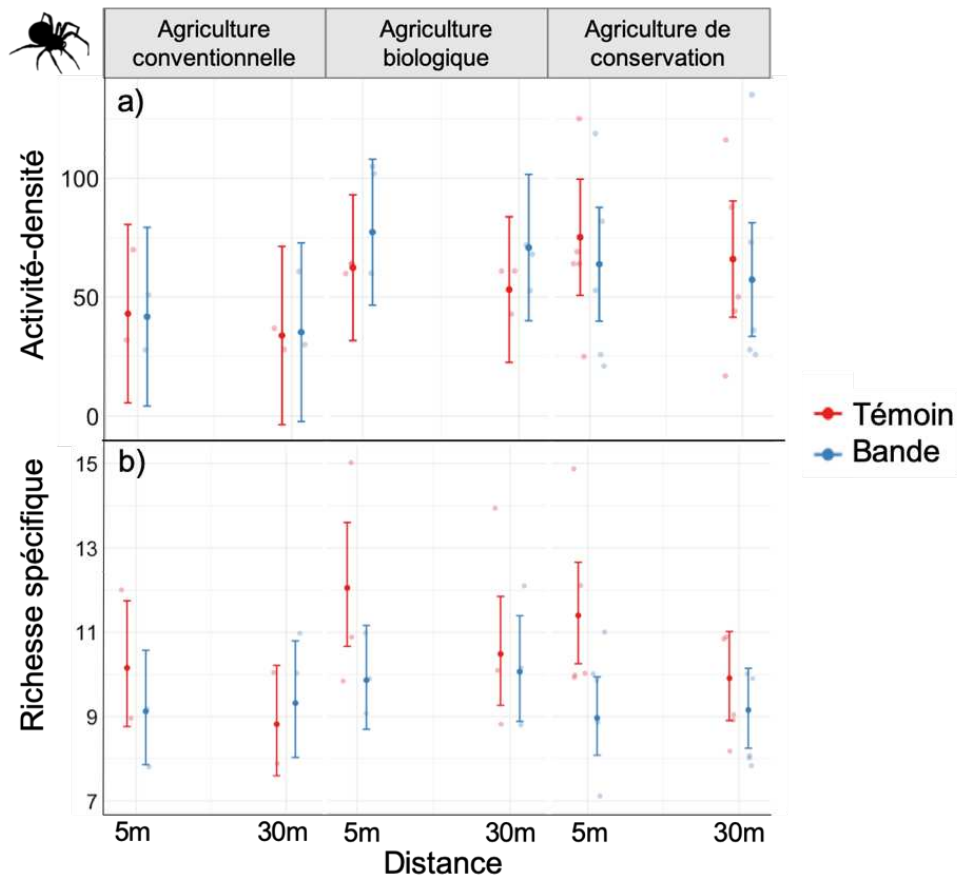 Agriculture
conventionnelle
Agriculture
biologique
Agriculture de
conservation
a)
Activité-densité
100
50
0
b)
Richesse spécifique
15
13
11
9
7
5m
30m
5m
30m
5m
30m
Distance
Témoin
Bande